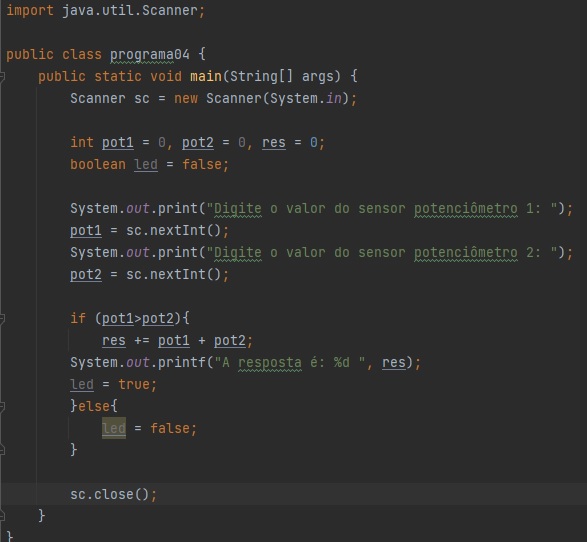 import java.util.Scanner;
public class programa04 {
public static void main(String[] args) {
Scanner sc = new Scanner(System.in);
int pot1 = 0, pot2 = 0, res = 0;
boolean led = false;
System.out.print("Digite o valor do sensor potenciômetro 1: ");
pot1 = sc.nextInt();
System.out.print("Digite o valor do sensor potenciômetro 2: ");
pot2 = sc.nextInt();
if (pot1>pot2){
res += pot1 + pot2;
System.out.printf("A resposta é: %d ", res);
led = true;
}else{
led = false;
}
sc.close();
}
}